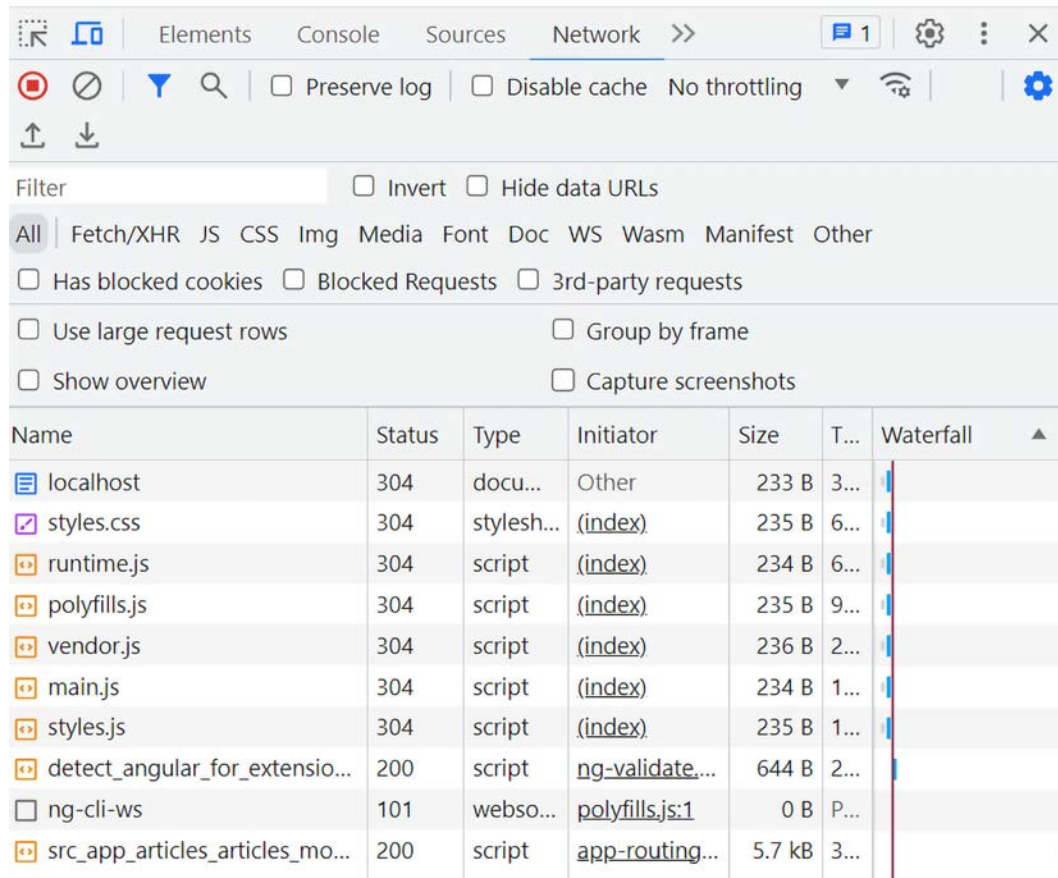 Elements Console Sources Network 1
Preserve log Disable cache No throttling
Filter Invert Hide data URLs
All Fetch/XHR JS CSS Img Media Font Doc WS Wasm Manifest Other
Has blocked cookies Blocked Requests 3rd-party requests
Use large request rows Group by frame
Show overview Capture screenshots
Name Status Type Initiator Size T... Waterfall
localhost 304 docu... Other 233 B 3...
styles.css 304 stylesh... (index) 235 B 6...
runtime.js 304 script (index) 234 B 6...
polyfills.js 304 script (index) 235 B 9...
vendor.js 304 script (index) 236 B 2...
main.js 304 script (index) 234 B 1...
styles.js 304 script (index) 235 B 1...
detect_angular_for_extensio... 200 script ng-validate.... 644 B 2...
ng-cli-ws 101 webso... polyfills.js:1 0 B P...
src_app_articles_articles_mo... 200 script app-routing... 5.7 kB 3...